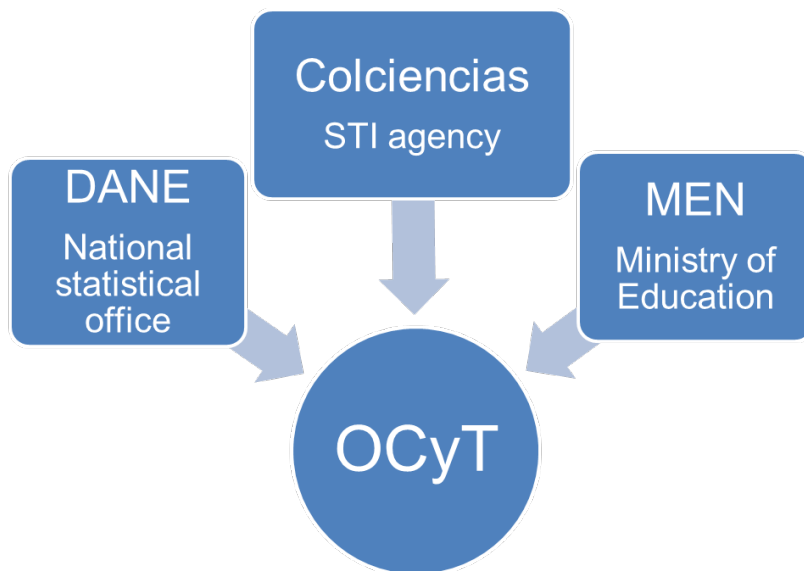 Colciencias
STI agency
DANE
National
statistical
office
MEN
Ministry of
Education
OCyT